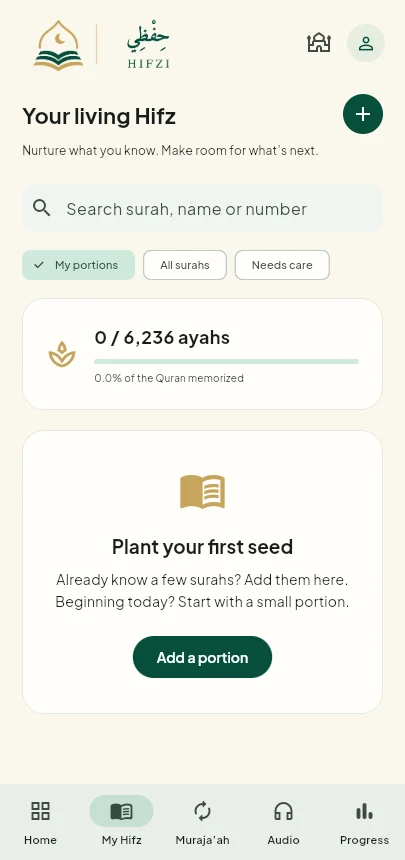 حِفْظِي
HIFZI
Your living Hifz
Nurture what you know. Make room for what's next.
Search surah, name or number
My portions
All surahs
Needs care
0 / 6,236 ayahs
0.0% of the Quran memorized
Plant your first seed
Already know a few surahs? Add them here.
Beginning today? Start with a small portion.
Add a portion
Home
My Hifz
Muraja'ah
Audio
Progress